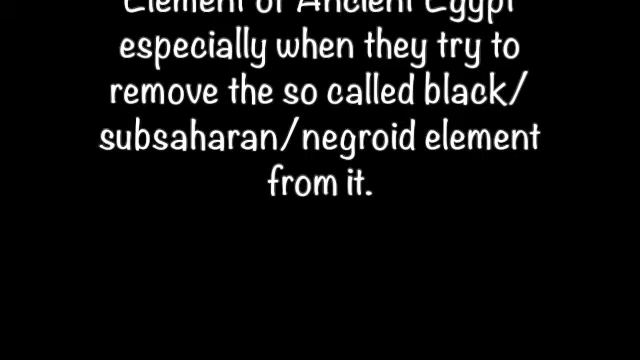 Element of Ancient Egypt
especially when they try to
remove the so called black/
subsaharan/negroid element
from it.